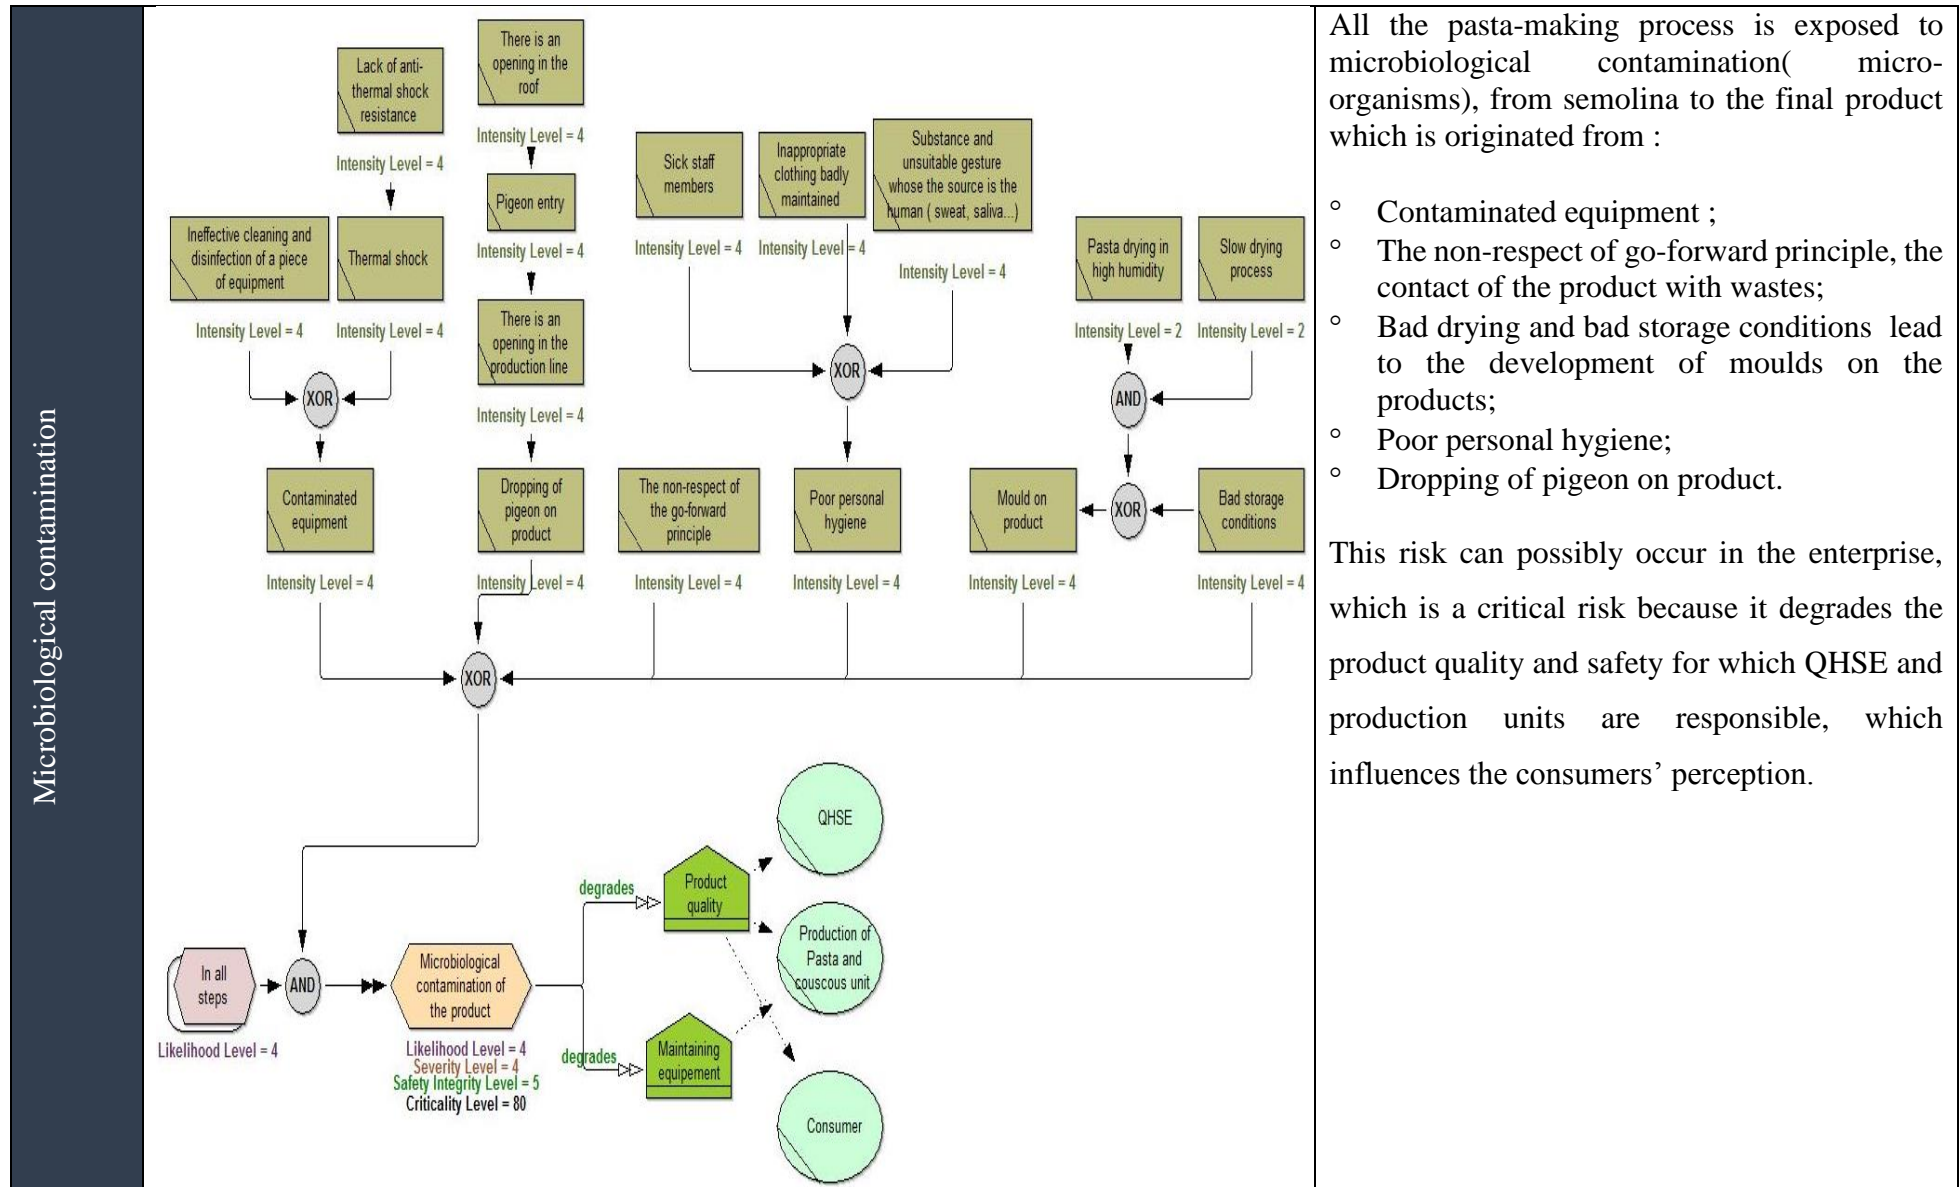 Microbiological contamination
Lack of anti-
thermal shock
resistance
Intensity Level = 4
There is an
opening in the
roof
Intensity Level = 4
Pigeon entry
Intensity Level = 4
Ineffective cleaning and
disinfection of a piece
of equipment
Intensity Level = 4
Thermal shock
Intensity Level = 4
There is an
opening in the
production line
Intensity Level = 4
Sick staff
members
Intensity Level = 4
Inappropriate
clothing badly
maintained
Intensity Level = 4
Substance and
unsuitable gesture
whose the source is the
human ( sweat, saliva...)
Intensity Level = 4
Pasta drying in
high humidity
Intensity Level = 2
Slow drying
process
Intensity Level = 2
XOR
XOR
AND
Contaminated
equipment
Intensity Level = 4
Dropping of
pigeon on
product
Intensity Level = 4
The non-respect of
the go-forward
principle
Intensity Level = 4
Poor personal
hygiene
Intensity Level = 4
Mould on
product
Intensity Level = 4
XOR
Bad storage
conditions
Intensity Level = 4
XOR
In all
steps
Likelihood Level = 4
AND
Microbiological
contamination of
the product
Likelihood Level = 4
Severity Level = 4
Safety Integrity Level = 5
Criticality Level = 80
degrades
Product
quality
degrades
Maintaining
equipement
QHSE
Production of
Pasta and
couscous unit
Consumer
All the pasta-making process is exposed to
microbiological contamination( micro-
organisms), from semolina to the final product
which is originated from :
° Contaminated equipment ;
° The non-respect of go-forward principle, the
contact of the product with wastes;
° Bad drying and bad storage conditions lead
to the development of moulds on the
products;
° Poor personal hygiene;
° Dropping of pigeon on product.
This risk can possibly occur in the enterprise,
which is a critical risk because it degrades the
product quality and safety for which QHSE and
production units are responsible, which
influences the consumers’ perception.